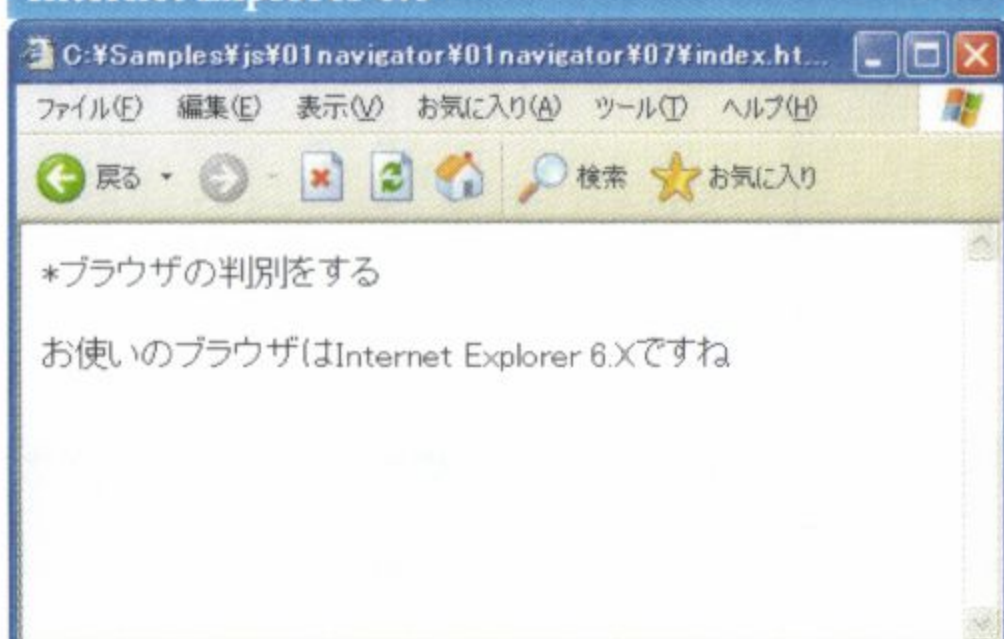 C:¥Samples¥js¥01navigator¥01navigator¥07¥index.ht...
ファイル(F) 編集(E) 表示(V) お気に入り(A) ツール(T) ヘルプ(H)
戻る 検索 お気に入り
*ブラウザの判別をする
お使いのブラウザはInternet Explorer 6.Xですね